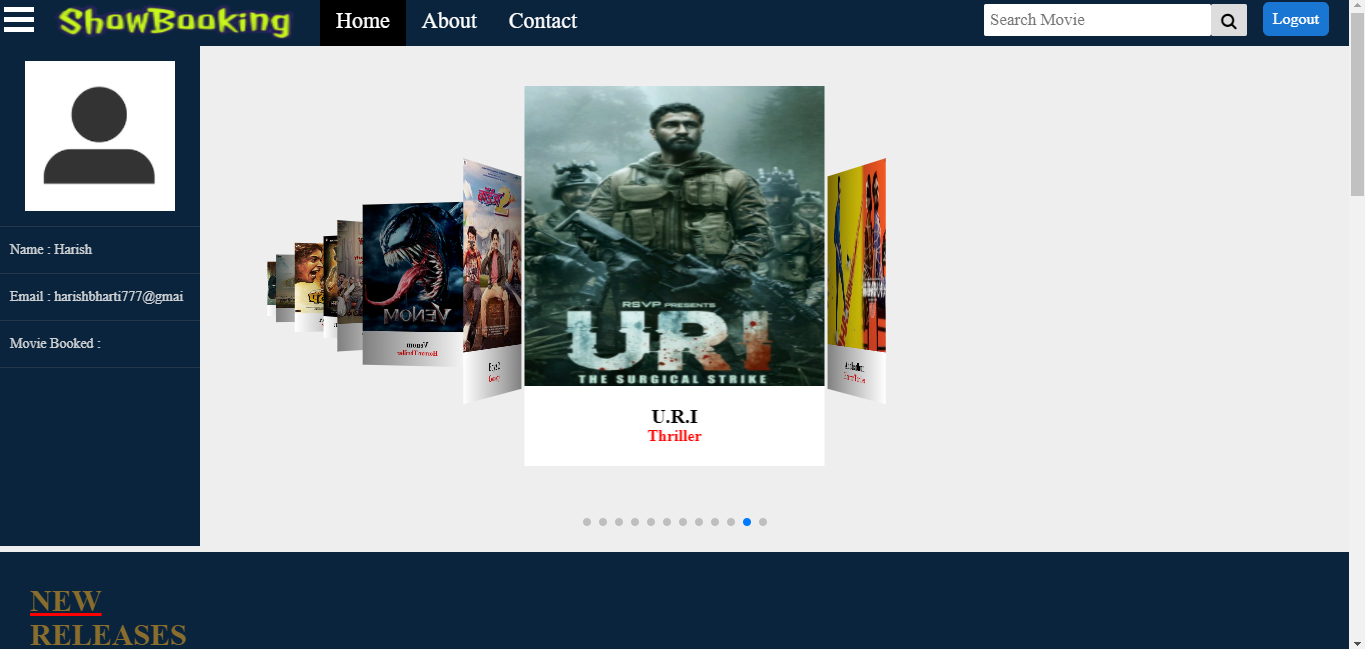 ShowBooking
Home
About
Contact
Search Movie
Logout
Name : Harish
Email : harishbharti777@gmai
Movie Booked :
VENOM
Venom
Horror Thriller
2
RSVP PRESENTS
URI
THE SURGICAL STRIKE
U.R.I
Thriller
NEW
RELEASES